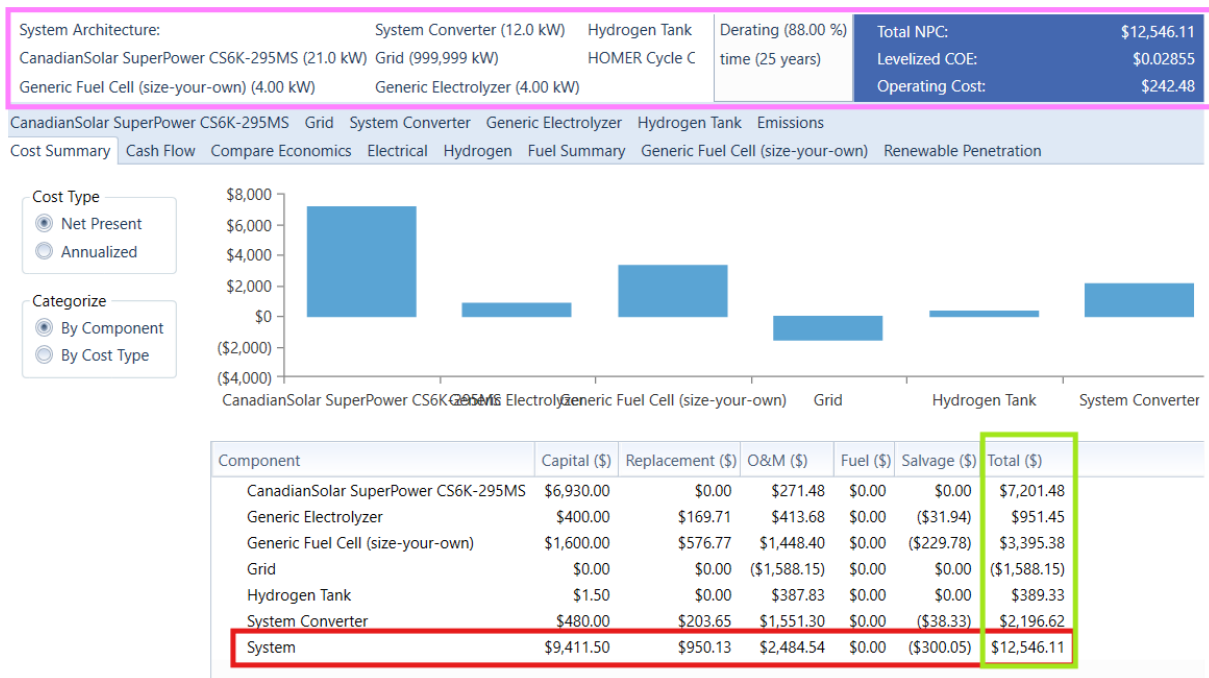 System Architecture: System Converter (12.0 kW) Hydrogen Tank Derating (88.00 %) Total NPC: $12,546.11
CanadianSolar SuperPower CS6K-295MS (21.0 kW) Grid (999,999 kW) HOMER Cycle C time (25 years) Levelized COE: $0.02855
Generic Fuel Cell (size-your-own) (4.00 kW) Generic Electrolyzer (4.00 kW) Operating Cost: $242.48
CanadianSolar SuperPower CS6K-295MS Grid System Converter Generic Electrolyzer Hydrogen Tank Emissions
Cost Summary Cash Flow Compare Economics Electrical Hydrogen Fuel Summary Generic Fuel Cell (size-your-own) Renewable Penetration
Cost Type
Net Present
Annualized
Categorize
By Component
By Cost Type
$8,000
$6,000
$4,000
$2,000
$0
($2,000)
($4,000)
CanadianSolar SuperPower CS6K-295MS Generic Electrolyzer Generic Fuel Cell (size-your-own) Grid Hydrogen Tank System Converter
Component Capital ($) Replacement ($) O&M ($) Fuel ($) Salvage ($) Total ($)
CanadianSolar SuperPower CS6K-295MS $6,930.00 $0.00 $271.48 $0.00 $0.00 $7,201.48
Generic Electrolyzer $400.00 $169.71 $413.68 $0.00 ($31.94) $951.45
Generic Fuel Cell (size-your-own) $1,600.00 $576.77 $1,448.40 $0.00 ($229.78) $3,395.38
Grid $0.00 $0.00 ($1,588.15) $0.00 $0.00 ($1,588.15)
Hydrogen Tank $1.50 $0.00 $387.83 $0.00 $0.00 $389.33
System Converter $480.00 $203.65 $1,551.30 $0.00 ($38.33) $2,196.62
System $9,411.50 $950.13 $2,484.54 $0.00 ($300.05) $12,546.11